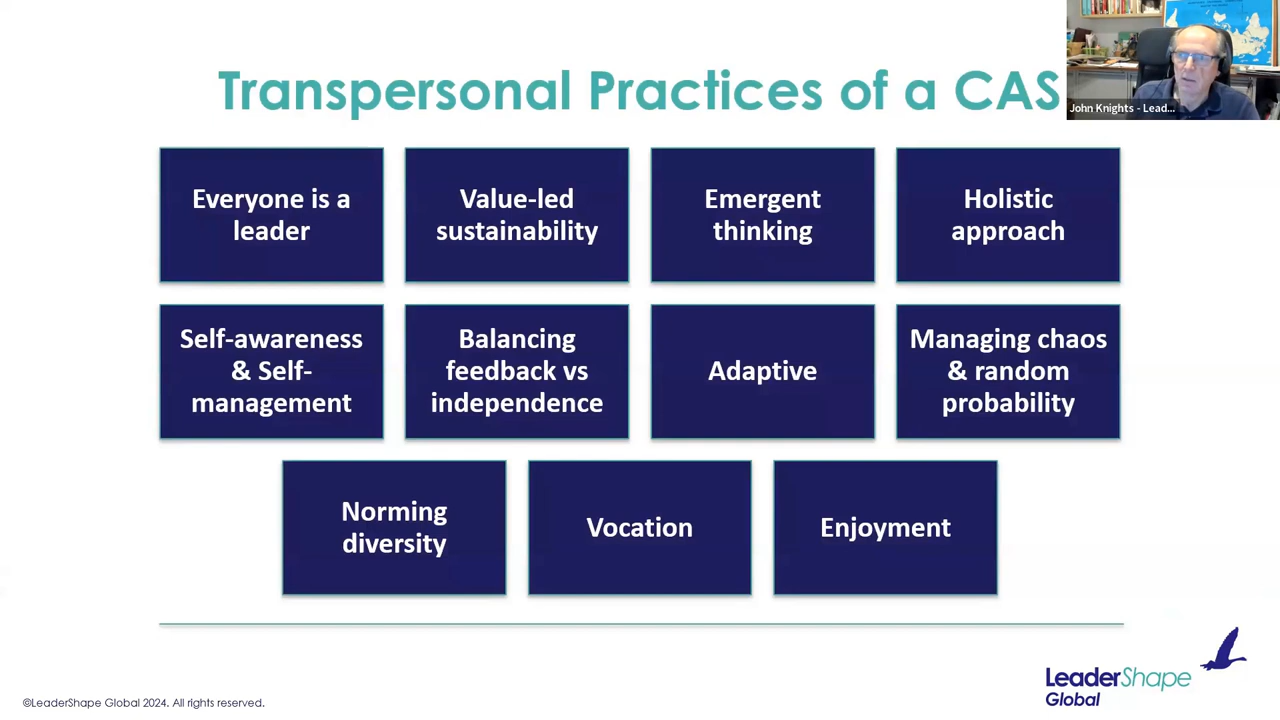 Transpersonal Practices of a CAS
John Knights - Lead...
Everyone is a
leader
Value-led
sustainability
Emergent
thinking
Holistic
approach
Self-awareness
& Self-
management
Balancing
feedback vs
independence
Adaptive
Managing chaos
& random
probability
Norming
diversity
Vocation
Enjoyment
LeaderShape
Global
©LeaderShape Global 2024. All rights reserved.